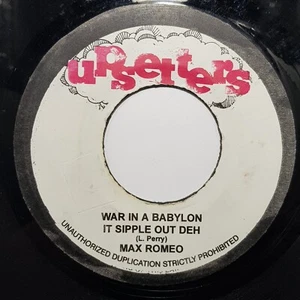 upsetters
WAR IN A BABYLON
IT SIPPLE OUT DEH
(L. Perry)
MAX ROMEO
UNAUTHORIZED DUPLICATION STRICTLY PROHIBITED